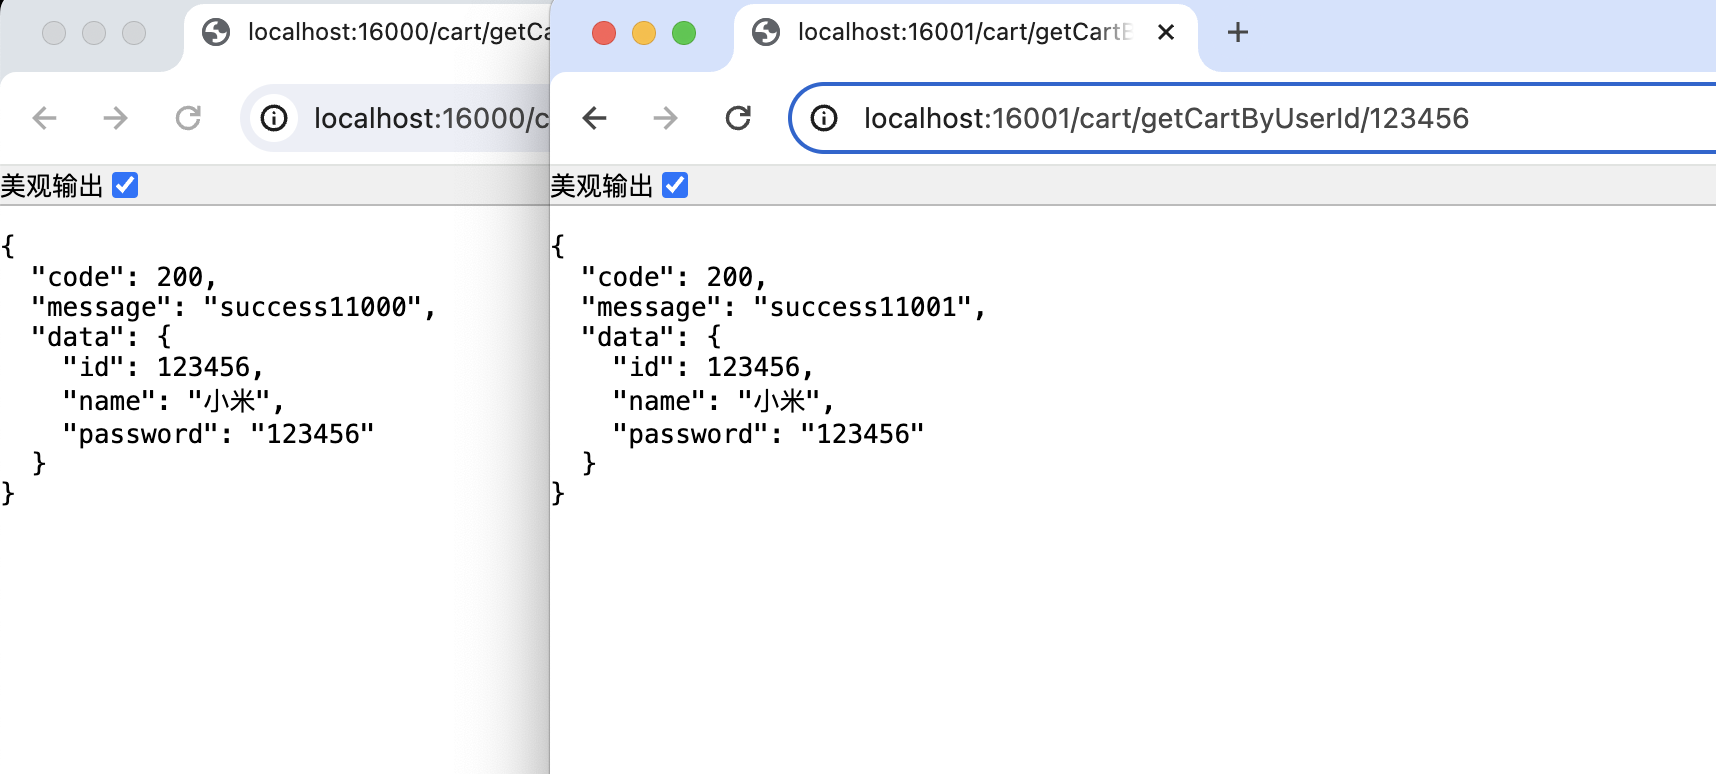 localhost:16000/cart/getCa
localhost:16000/c
美观输出
{
  "code": 200,
  "message": "success11000",
  "data": {
    "id": 123456,
    "name": "小米",
    "password": "123456"
  }
}
localhost:16001/cart/getCartB
localhost:16001/cart/getCartByUserId/123456
美观输出
{
  "code": 200,
  "message": "success11001",
  "data": {
    "id": 123456,
    "name": "小米",
    "password": "123456"
  }
}